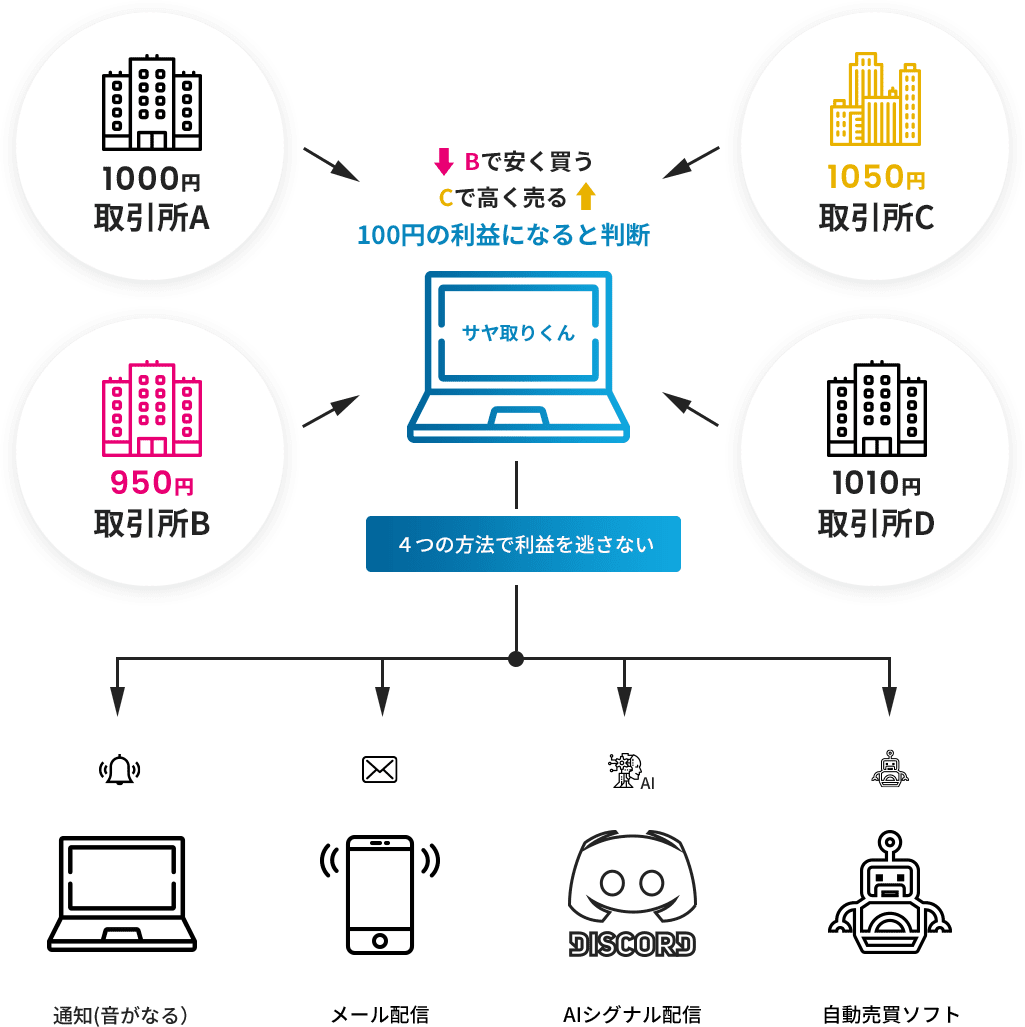 1000円
取引所A
1050円
取引所C
Bで安く買う
Cで高く売る
100円の利益になると判断
サヤ取りくん
950円
取引所B
1010円
取引所D
4つの方法で利益を逃さない
AI
DISCORD
通知(音がなる)
メール配信
AIシグナル配信
自動売買ソフト